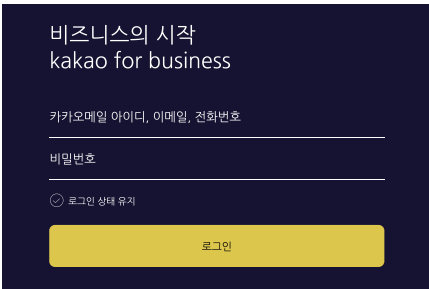 비즈니스의 시작
kakao for business
카카오메일 아이디, 이메일, 전화번호
비밀번호
로그인 상태 유지
로그인